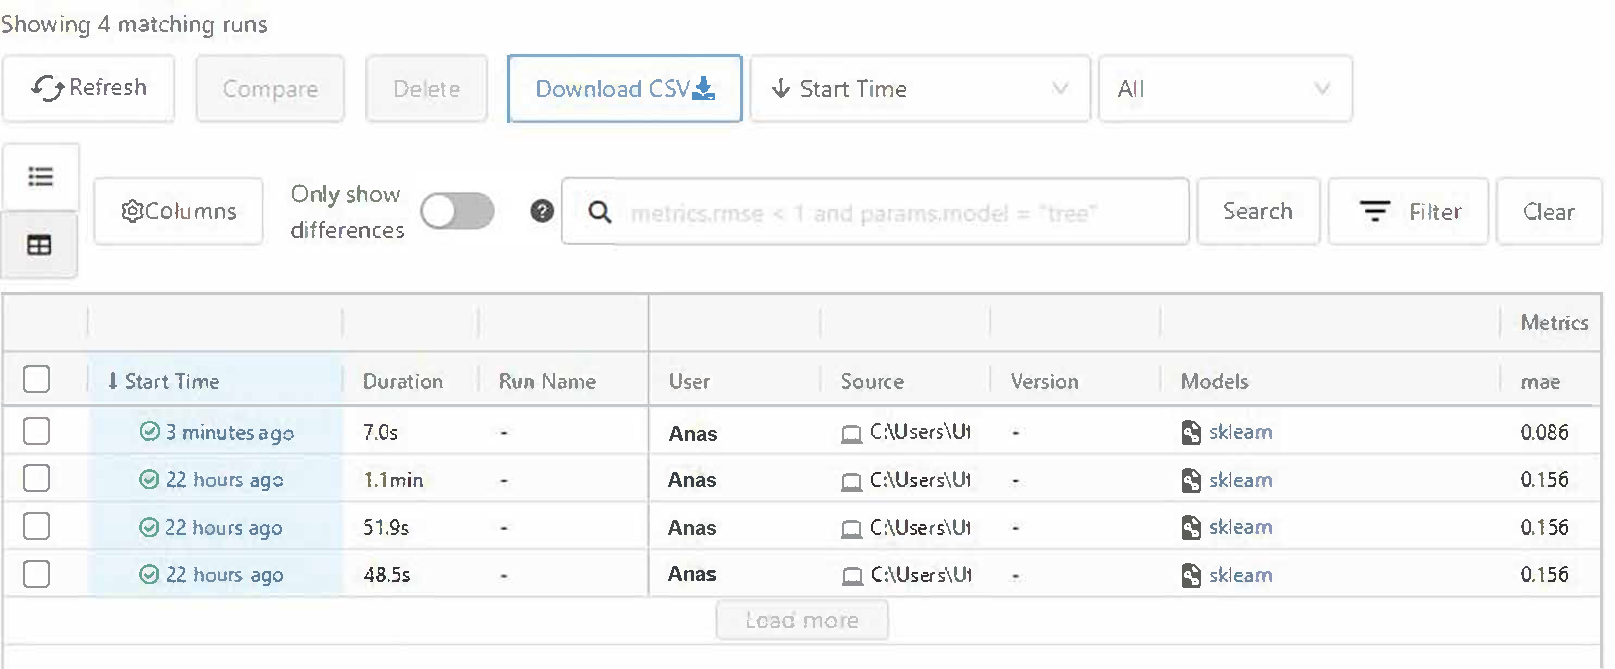 Showing 4 matching runs
Refresh Compare Delete Download CSV Start Time All
Columns Only show differences metrics.rmse < 1 and params.model = "tree" Search Filter Clear
Metrics
Start Time Duration Run Name User Source Version Models mae
3 minutes ago 7.0s - Anas C:\Users\Ut - sklearn 0.086
22 hours ago 1.1min - Anas C:\Users\Ut - sklearn 0.156
22 hours ago 51.9s - Anas C:\Users\Ut - sklearn 0.156
22 hours ago 48.5s - Anas C:\Users\Ut - sklearn 0.156
Load more